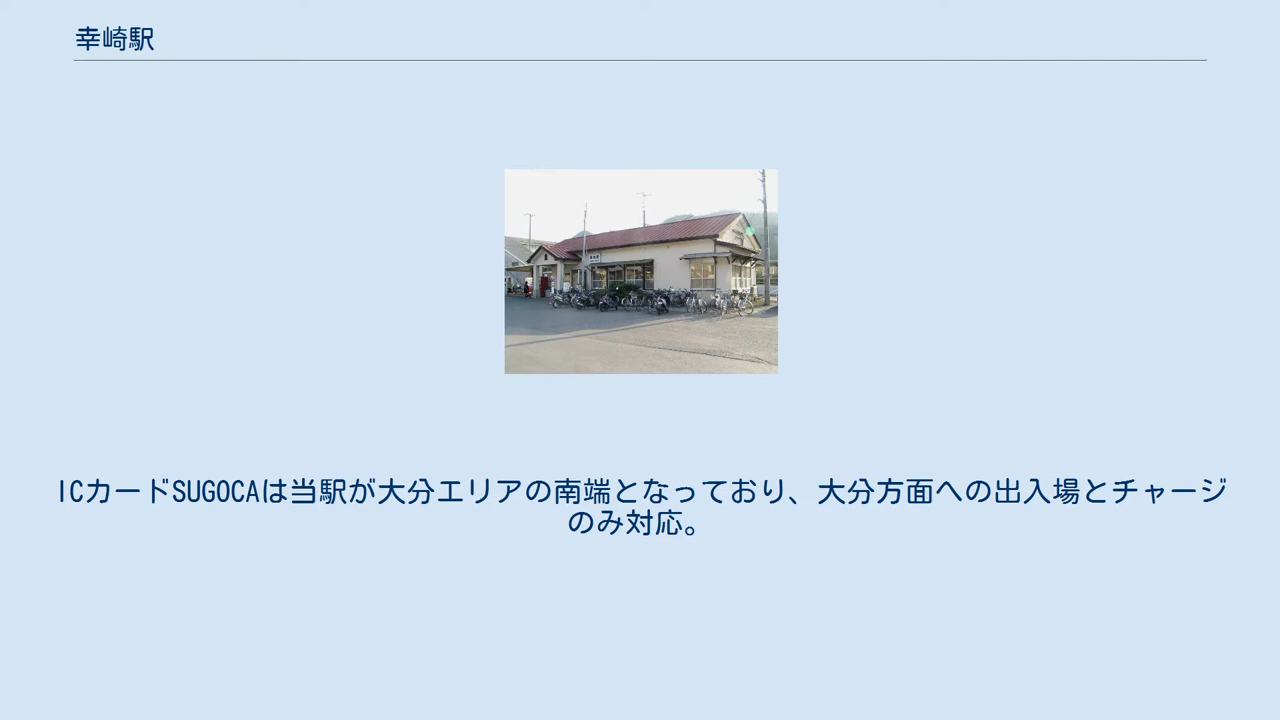 幸崎駅
ICカードSUGOCAは当駅が大分エリアの南端となっており、大分方面への出入場とチャージ
のみ対応。